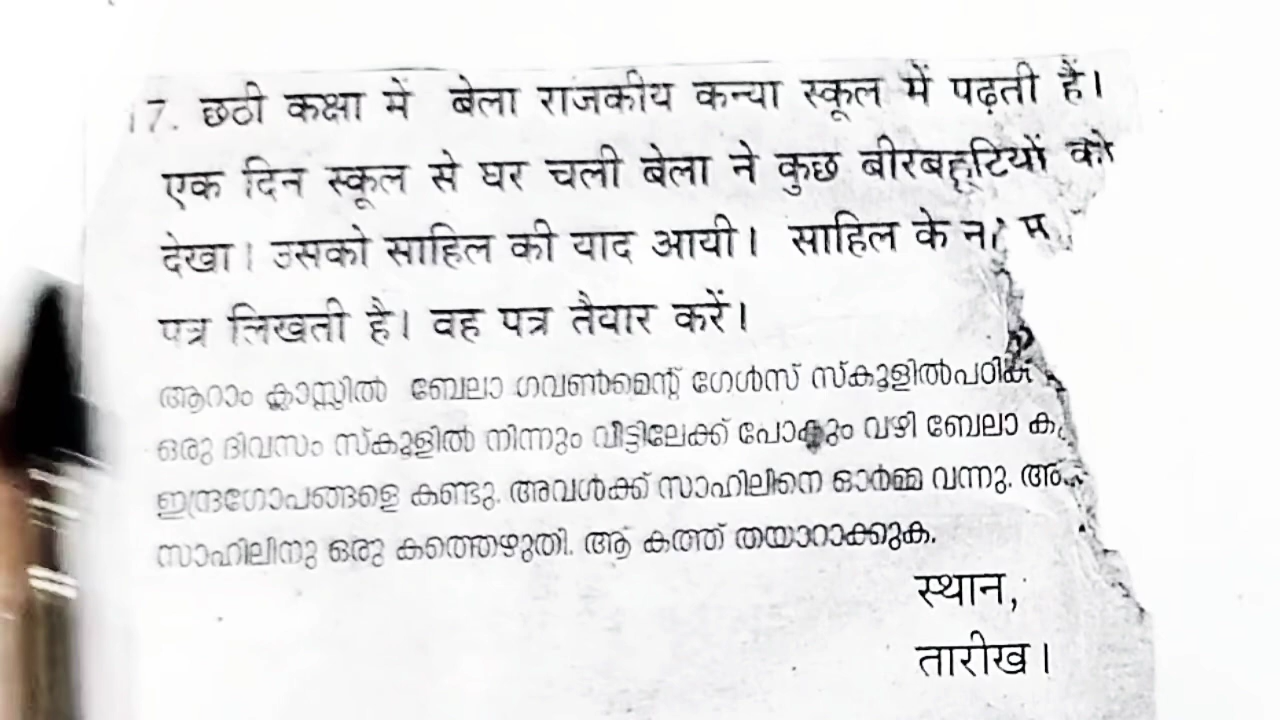 17. छठी कक्षा में बेला राजकीय कन्या स्कूल में पढ़ती हैं।
एक दिन स्कूल से घर चली बेला ने कुछ बीरबहूटियों को
देखा। उसको साहिल की याद आयी। साहिल के
पत्र लिखती है। वह पत्र तैयार करें।
ആറാം ക്ലാസ്സിൽ ബേലാ ഗവൺമെന്റ് ഗേൾസ് സ്കൂളിൽ
ഒരു ദിവസം സ്കൂളിൽ നിന്നും വീട്ടിലേക്ക് പോകും വഴി ബേലാ
ഇന്ദ്രഗോപങ്ങളെ കണ്ടു. അവൾക്ക് സാഹിലിനെ ഓർമ്മ വന്നു.
സാഹിലിനു ഒരു കത്തെഴുതി. ആ കത്ത് തയാറാക്കുക.
स्थान,
तारीख।